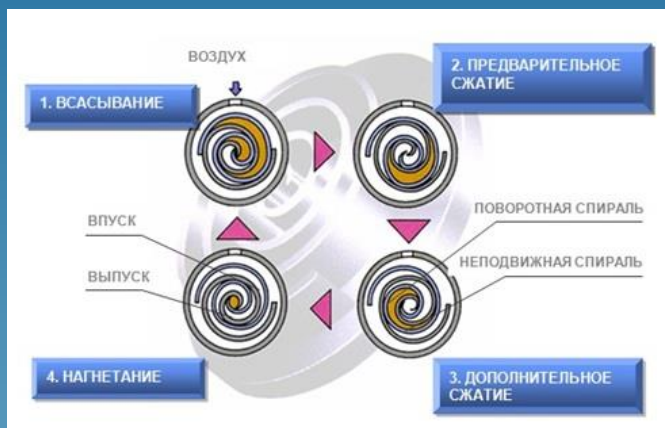 ВОЗДУХ
1. ВСАСЫВАНИЕ
2. ПРЕДВАРИТЕЛЬНОЕ
СЖАТИЕ
ВПУСК
ВЫПУСК
ПОВОРОТНАЯ СПИРАЛЬ
НЕПОДВИЖНАЯ СПИРАЛЬ
4. НАГНЕТАНИЕ
3. ДОПОЛНИТЕЛЬНОЕ
СЖАТИЕ